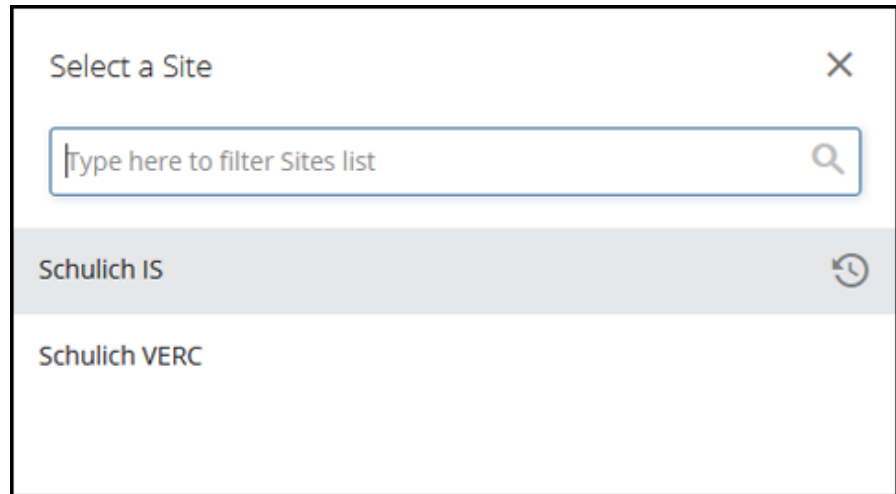 Select a Site
Type here to filter Sites list
Schulich IS
Schulich VERC